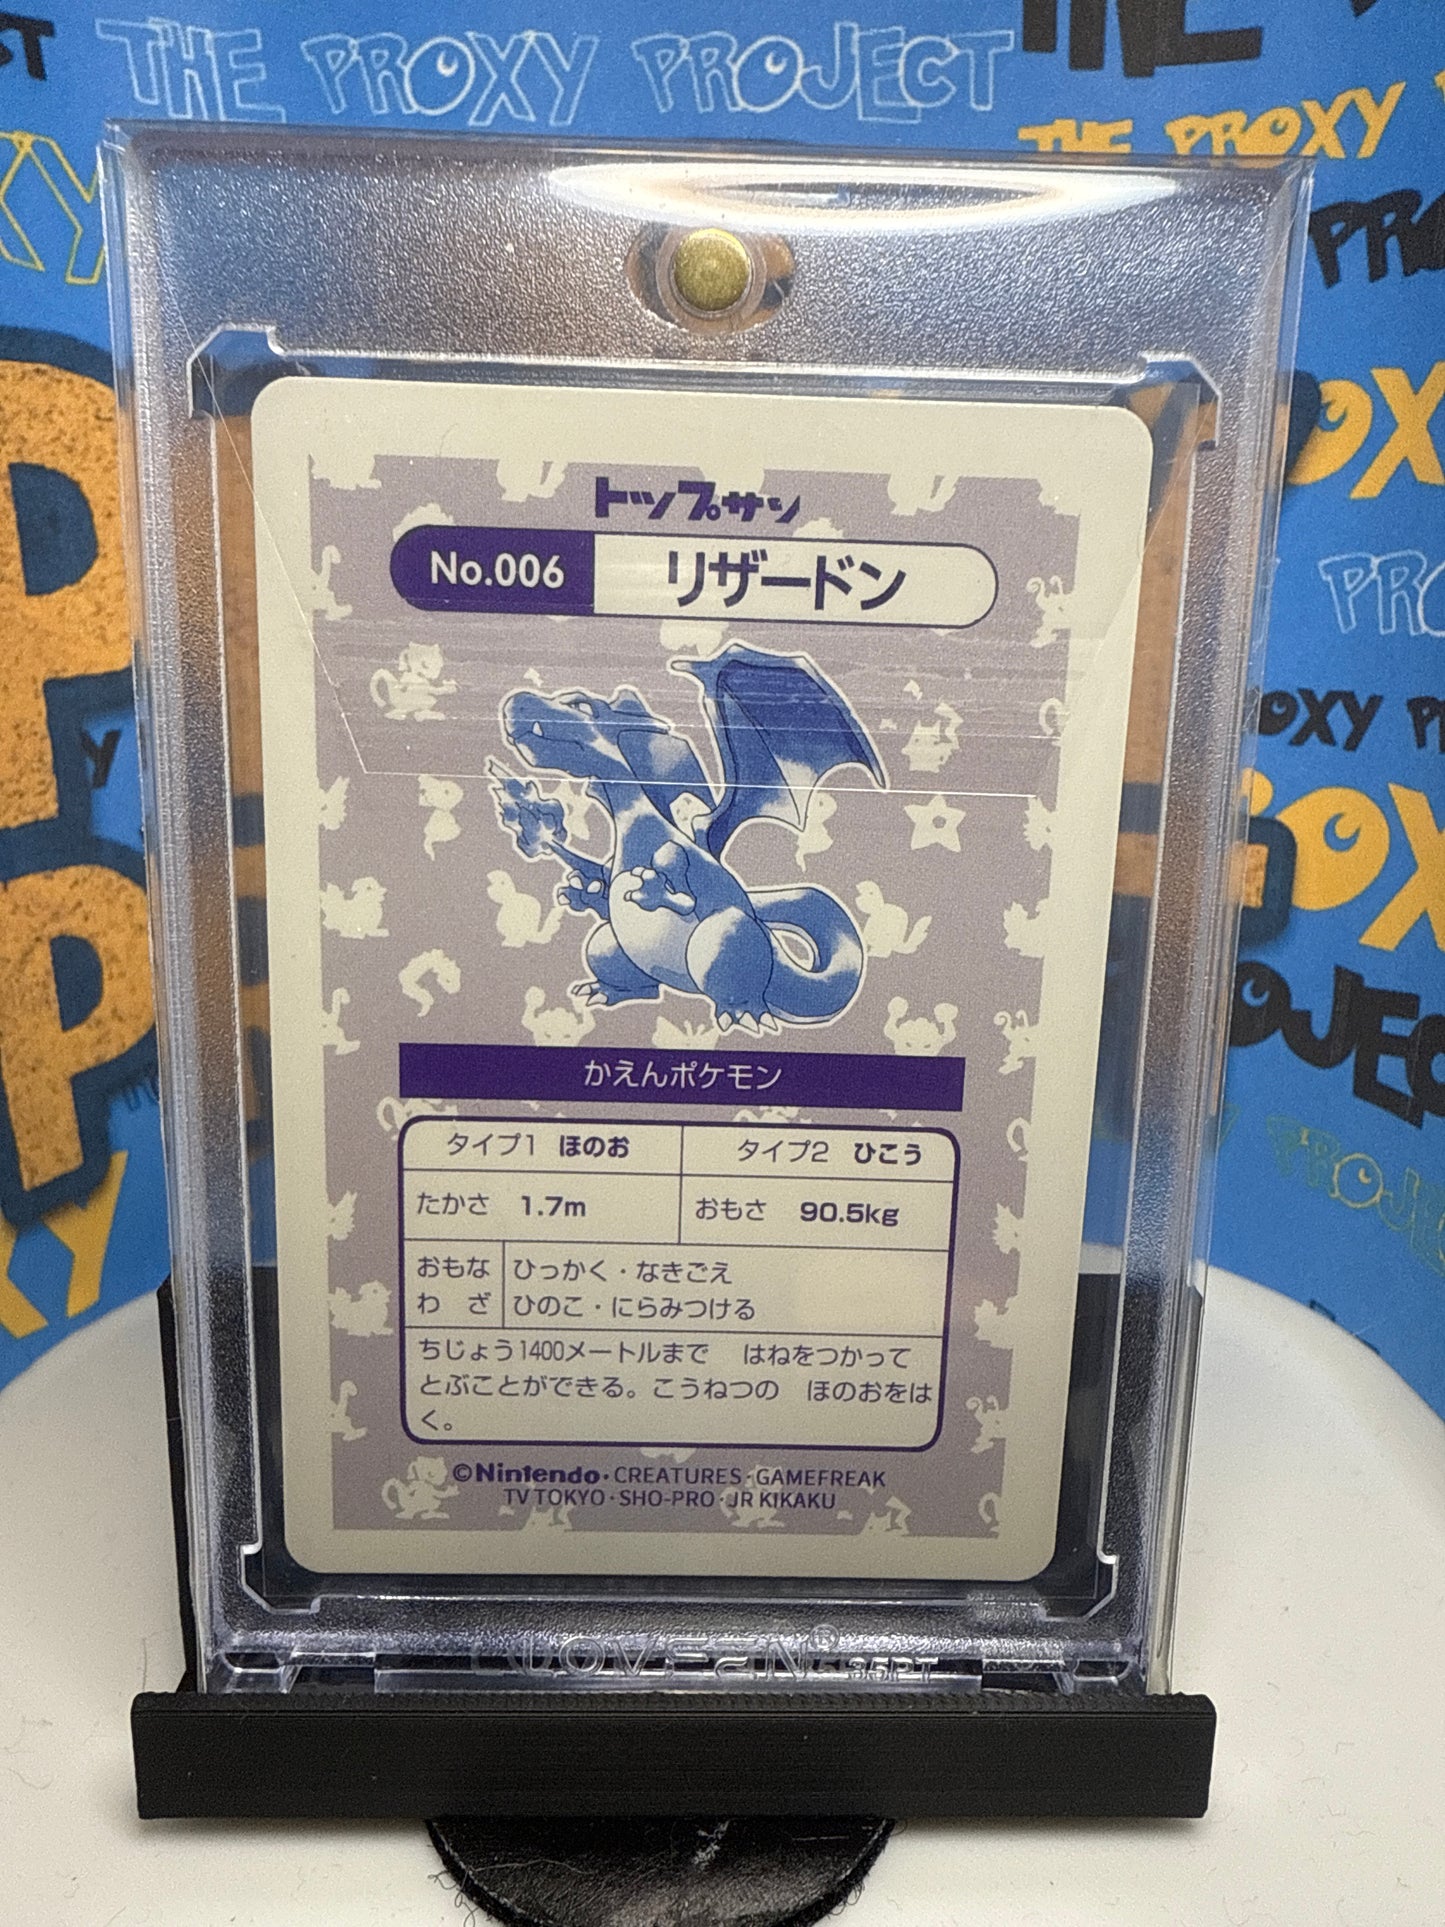 THE PROXY PROJECT
THE PROXY
トップサン
No.006 リザードン
かえんポケモン
タイプ1 ほのお タイプ2 ひこう
たかさ 1.7m おもさ 90.5kg
おもな ひっかく・なきごえ
わ ざ ひのこ・にらみつける
ちじょう1400メートルまで はねをつかって
とぶことができる。こうねつの ほのおをは
く。
©Nintendo・CREATURES・GAMEFREAK
TV TOKYO・SHO-PRO・JR KIKAKU
35PT